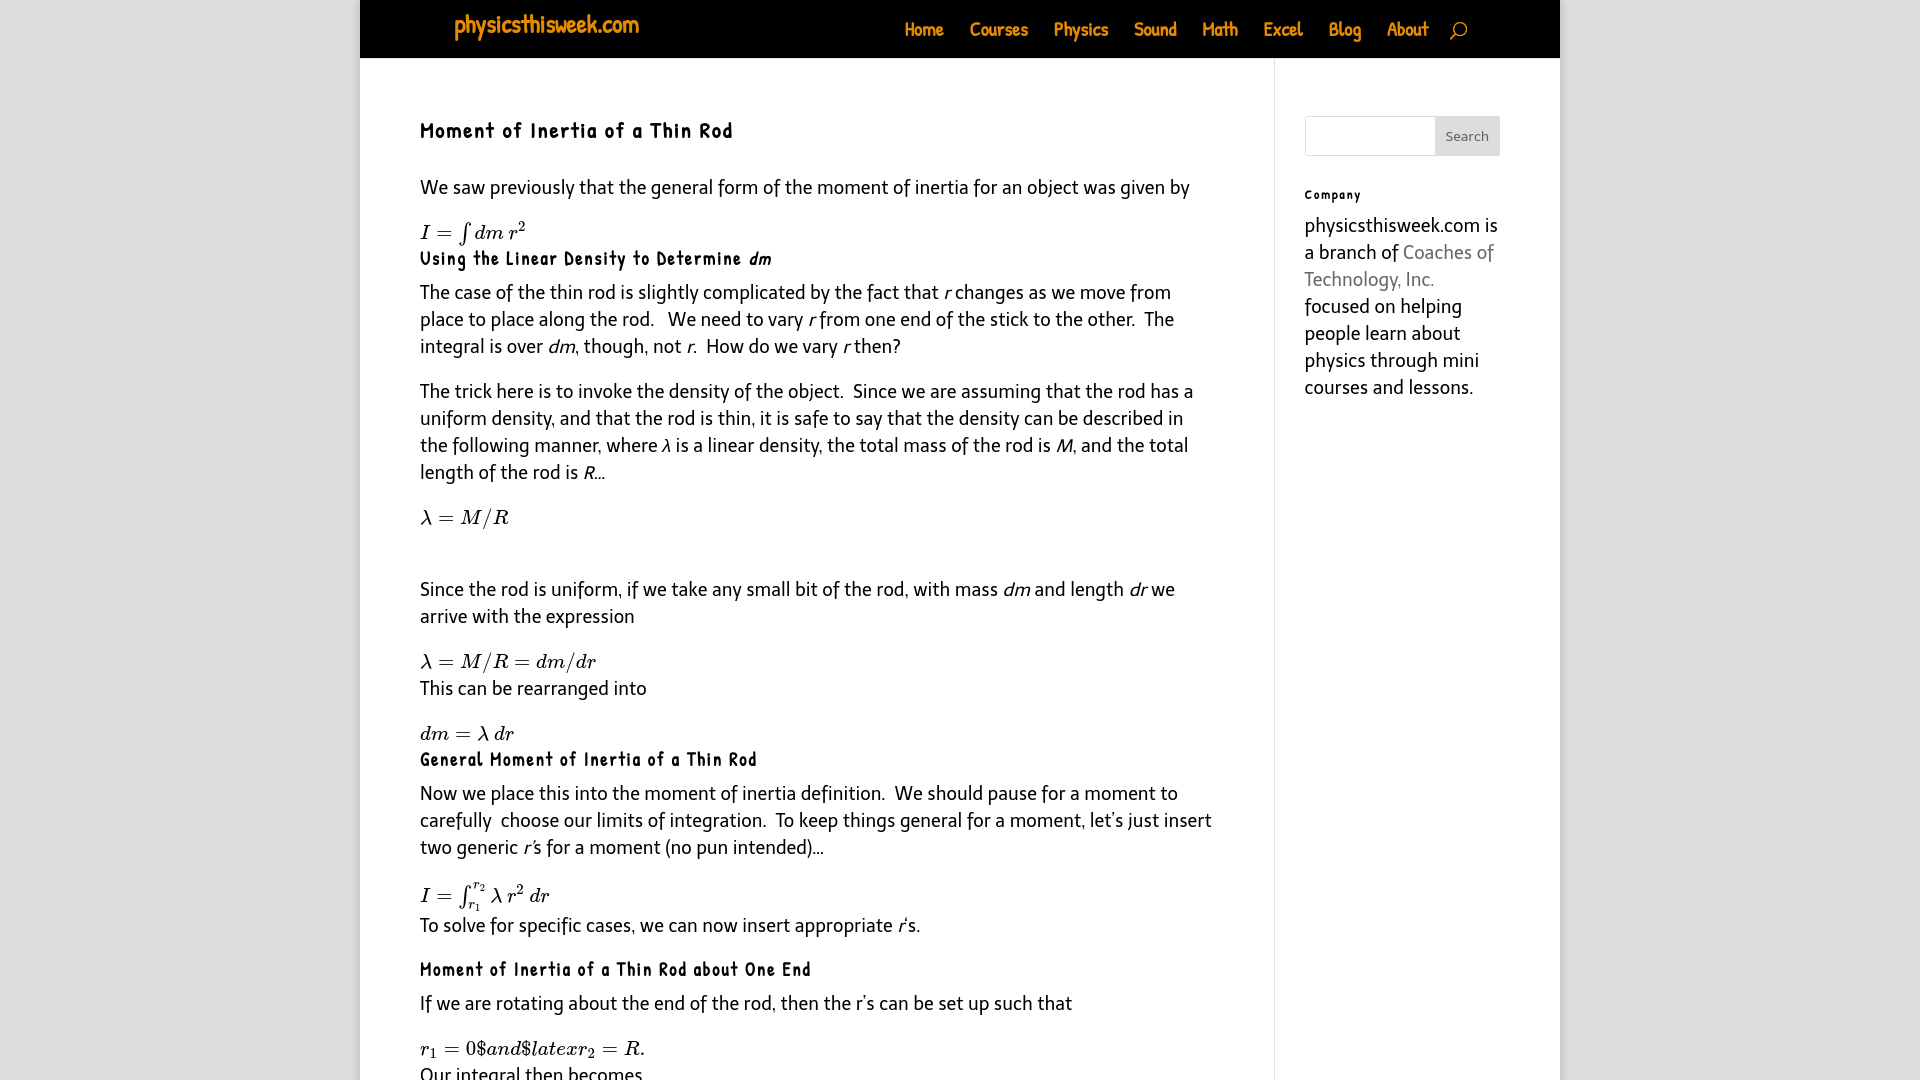 physicsthisweek.com
Home Courses Physics Sound Math Excel Blog About
Moment of Inertia of a Thin Rod
We saw previously that the general form of the moment of inertia for an object was given by
I = ∫ dm r²
Using the Linear Density to Determine dm
The case of the thin rod is slightly complicated by the fact that r changes as we move from
place to place along the rod. We need to vary r from one end of the stick to the other. The
integral is over dm, though, not r. How do we vary r then?
The trick here is to invoke the density of the object. Since we are assuming that the rod has a
uniform density, and that the rod is thin, it is safe to say that the density can be described in
the following manner, where λ is a linear density, the total mass of the rod is M, and the total
length of the rod is R…
λ = M/R
Since the rod is uniform, if we take any small bit of the rod, with mass dm and length dr we
arrive with the expression
λ = M/R = dm/dr
This can be rearranged into
dm = λ dr
General Moment of Inertia of a Thin Rod
Now we place this into the moment of inertia definition. We should pause for a moment to
carefully choose our limits of integration. To keep things general for a moment, let’s just insert
two generic r’s for a moment (no pun intended)…
I = ∫_{r₁}^{r₂} λ r² dr
To solve for specific cases, we can now insert appropriate r‘s.
Moment of Inertia of a Thin Rod about One End
If we are rotating about the end of the rod, then the r’s can be set up such that
r₁ = 0$and$latexr₂ = R.
Our integral then becomes
Search
Company
physicsthisweek.com is
a branch of Coaches of
Technology, Inc.
focused on helping
people learn about
physics through mini
courses and lessons.